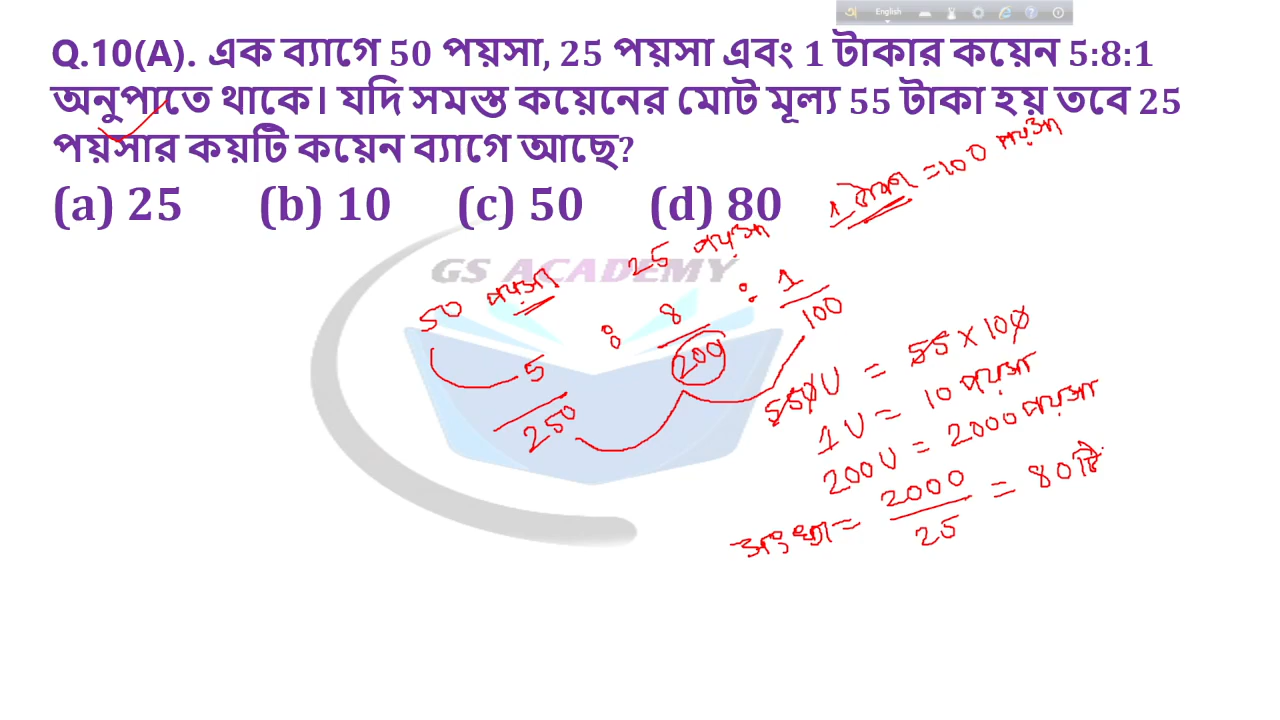 English
Q.10(A). এক ব্যাগে 50 পয়সা, 25 পয়সা এবং 1 টাকার কয়েন 5:8:1
অনুপাতে থাকে। যদি সমস্ত কয়েনের মোট মূল্য 55 টাকা হয় তবে 25
পয়সার কয়টি কয়েন ব্যাগে আছে?
(a) 25 (b) 10 (c) 50 (d) 80
1 টাকা = 100 পয়সা
GS ACADEMY
50 পয়সা 25 পয়সা
5 : 8 : 1
250 200 100
550U = 55 x 100
1U = 10 পয়সা
200U = 2000 পয়সা
সংখ্যা = 2000/25 = 80টি